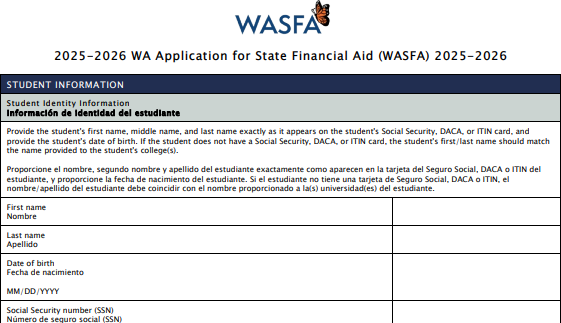 WASFA
2025-2026 WA Application for State Financial Aid (WASFA) 2025-2026
STUDENT INFORMATION
Student Identity Information
Información de identidad del estudiante
Provide the student's first name, middle name, and last name exactly as it appears on the student's Social Security, DACA, or ITIN card, and
provide the student's date of birth. If the student does not have a Social Security, DACA, or ITIN card, the student's first/last name should match
the name provided to the student's college(s).
Proporcione el nombre, segundo nombre y apellido del estudiante exactamente como aparecen en la tarjeta del Seguro Social, DACA o ITIN del
estudiante, y proporcione la fecha de nacimiento del estudiante. Si el estudiante no tiene una tarjeta de Seguro Social, DACA o ITIN, el
nombre/apellido del estudiante debe coincidir con el nombre proporcionado a la(s) universidad(es) del estudiante.
First name
Nombre
Last name
Apellido
Date of birth
Fecha de nacimiento
MM/DD/YYYY
Social Security number (SSN)
Número de seguro social (SSN)